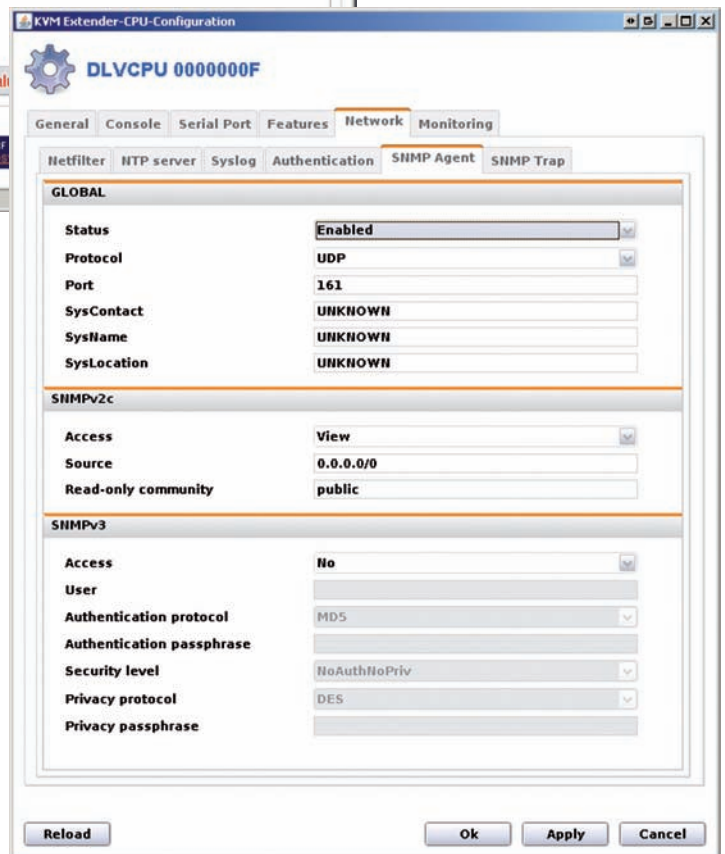 KVM Extender-CPU-Configuration
DLVCPU 0000000F
General Console Serial Port Features Network Monitoring
Netfilter NTP server Syslog Authentication SNMP Agent SNMP Trap
GLOBAL
Status Enabled
Protocol UDP
Port 161
SysContact UNKNOWN
SysName UNKNOWN
SysLocation UNKNOWN
SNMPv2c
Access View
Source 0.0.0.0/0
Read-only community public
SNMPv3
Access No
User
Authentication protocol MD5
Authentication passphrase
Security level NoAuthNoPriv
Privacy protocol DES
Privacy passphrase
Reload Ok Apply Cancel